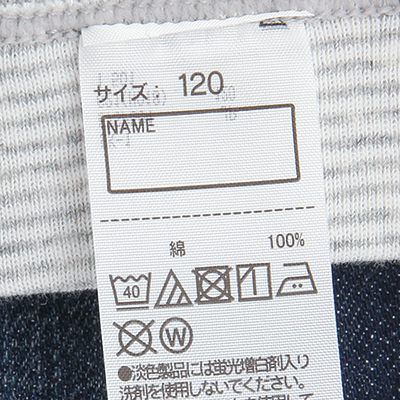 サイズ: 120
NAME
綿 100%
40
W
●淡色製品には蛍光増白剤入り
洗剤を使用しないでください